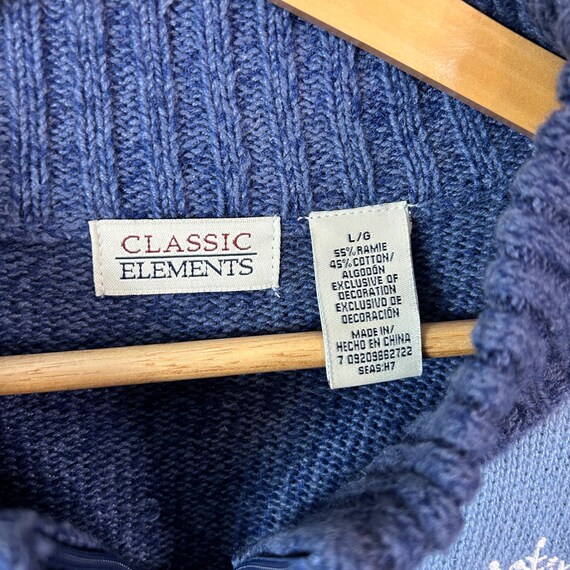 CLASSIC
ELEMENTS
L/G
55% RAMIE
45% COTTON/
ALGODÓN
EXCLUSIVE OF
DECORATION
EXCLUSIVO DE
DECORACIÓN
MADE IN/
HECHO EN CHINA
7 09209862722
SEAS:H7